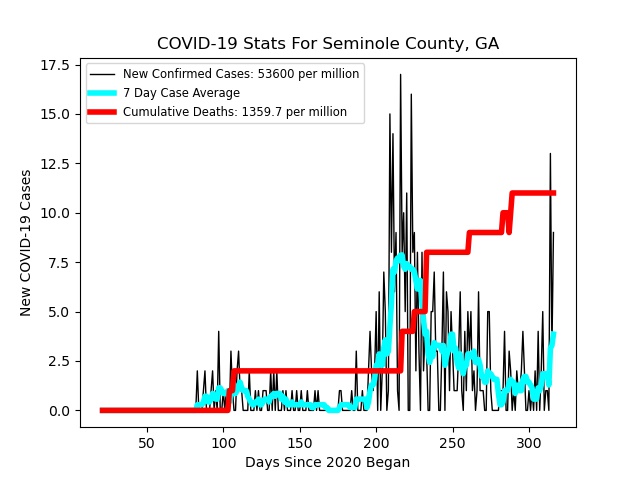 COVID-19 Stats For Seminole County, GA
New Confirmed Cases: 53600 per million
7 Day Case Average
Cumulative Deaths: 1359.7 per million
New COVID-19 Cases
17.5
15.0
12.5
10.0
7.5
5.0
2.5
0.0
50 100 150 200 250 300
Days Since 2020 Began